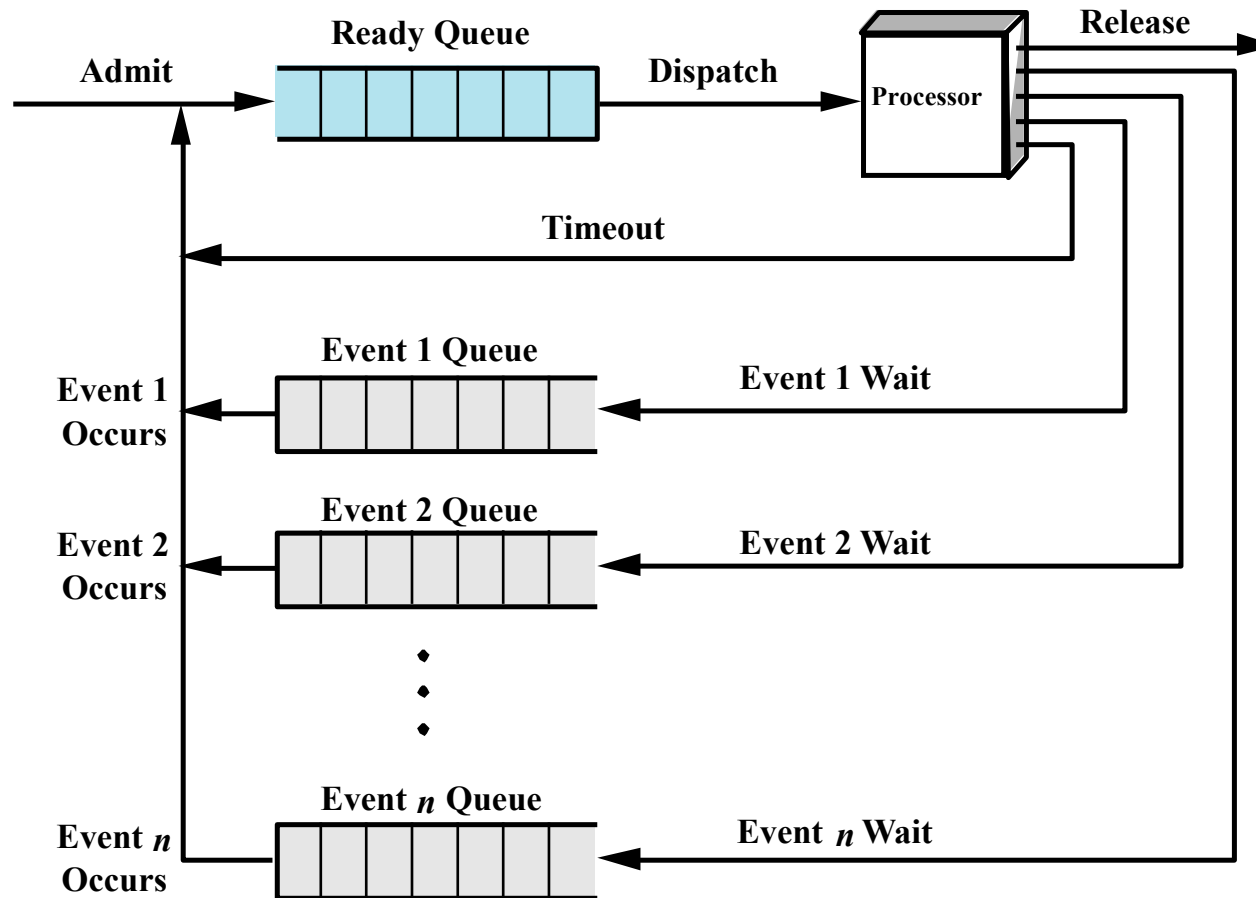 Ready Queue
Release
Admit
Dispatch
Processor
Timeout
Event 1 Queue
Event 1 Wait
Event 1
Occurs
Event 2 Queue
Event 2 Wait
Event 2
Occurs
Event n Queue
Event n Wait
Event n
Occurs